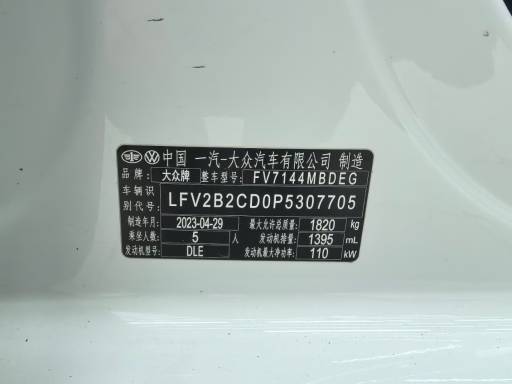 中国 一汽-大众汽车有限公司 制造
大众牌 整车型号: FV7144MBDEG
车辆识别代号: LFV2B2CD0P5307705
制造年月: 2023-04-29 最大允许总质量: 1820 kg
乘坐人数: 5 人 发动机排量: 1395 mL
发动机型号: DLE 发动机最大净功率: 110 kW